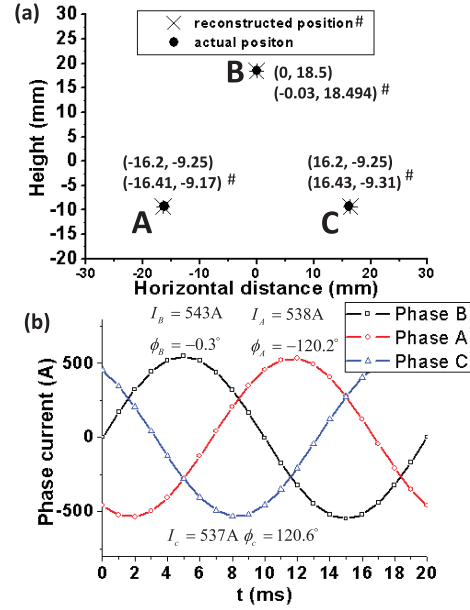 (a)
reconstructed position#
actual positon
B
(0, 18.5)
(-0.03, 18.494) #
(-16.2, -9.25)
(-16.41, -9.17) #
A
(16.2, -9.25)
(16.43, -9.31) #
C
Height (mm)
30
25
20
15
10
5
0
-5
-10
-15
-20
-30 -20 -10 0 10 20 30
Horizontal distance (mm)
(b)
I_B = 543A I_A = 538A
ϕ_B = −0.3° ϕ_A = −120.2°
Phase B
Phase A
Phase C
Phase current (A)
500
0
-500
I_c = 537A ϕ_c = 120.6°
0 2 4 6 8 10 12 14 16 18 20
t (ms)